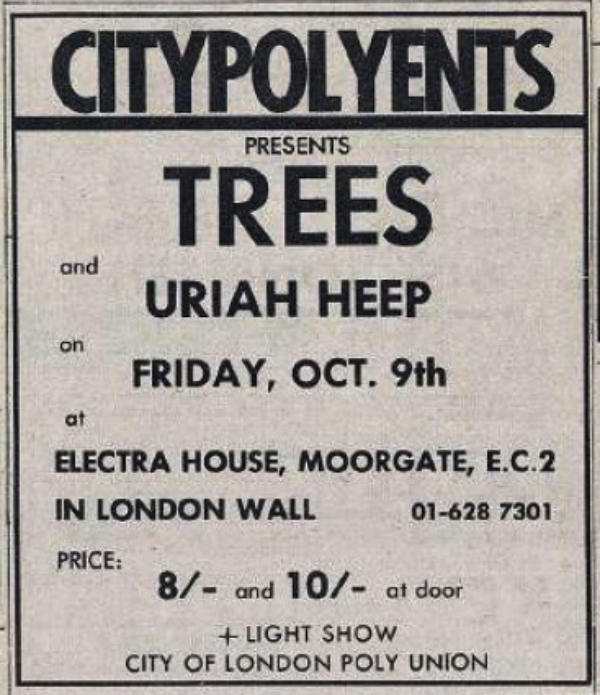 CITYPOLYENTS
PRESENTS
TREES
and
URIAH HEEP
on
FRIDAY, OCT. 9th
at
ELECTRA HOUSE, MOORGATE, E.C.2
IN LONDON WALL 01-628 7301
PRICE:
8/- and 10/- at door
+ LIGHT SHOW
CITY OF LONDON POLY UNION